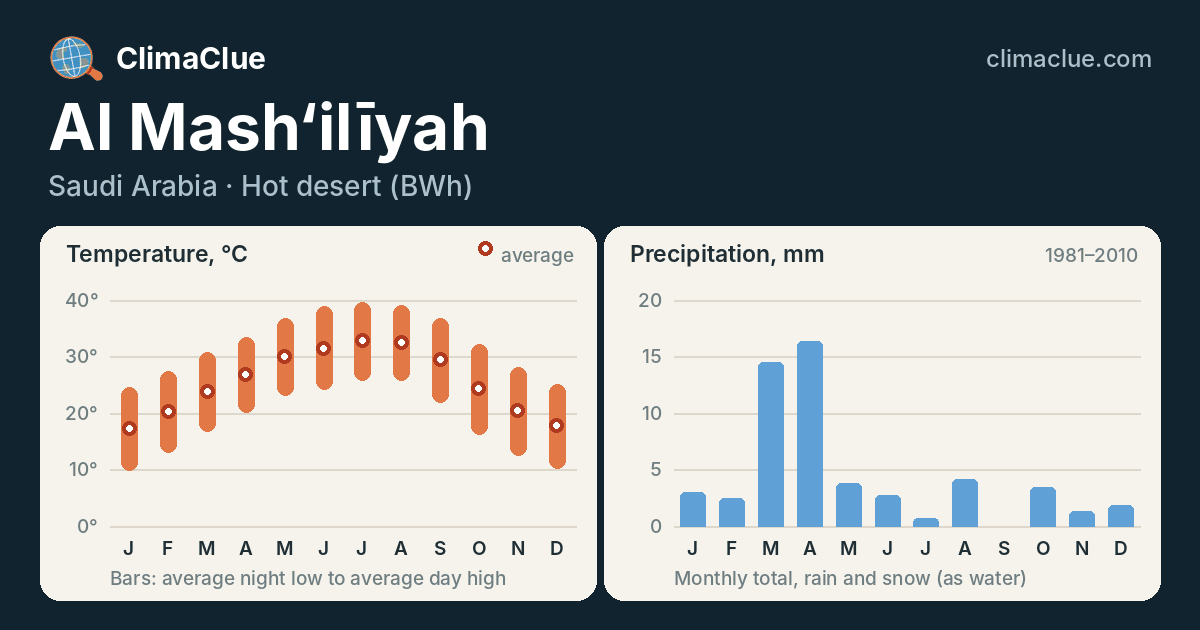 ClimaClue
climaclue.com
Al Mash‘ilīyah
Saudi Arabia · Hot desert (BWh)
Temperature, °C
average
40°
30°
20°
10°
0°
J F M A M J J A S O N D
Bars: average night low to average day high
Precipitation, mm
1981–2010
20
15
10
5
0
J F M A M J J A S O N D
Monthly total, rain and snow (as water)